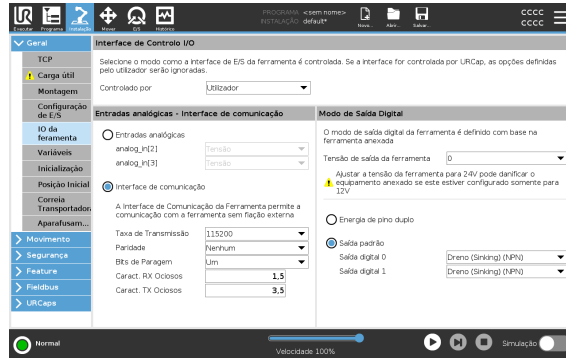 PROGRAMA <sem nome>
INSTALAÇÃO default*
Executar Programa Instalação Mover E/S Histórico
Novo... Abrir... Salvar...
CCCC
CCCC
Geral
TCP
Carga útil
Montagem
Configuração
de E/S
IO da
feramenta
Variáveis
Inicialização
Posição Inicial
Correia
Transportadora
Aparafusam...
Movimento
Segurança
Feature
Fieldbus
URCaps
Interface de Controlo I/O
Selecione o modo como a interface de E/S da ferramenta é controlada. Se a interface for controlada por URCap, as opções definidas
pelo utilizador serão ignoradas.
Controlado por Utilizador
Entradas analógicas - Interface de comunicação
Entradas analógicas
analog_in[2] Tensão
analog_in[3] Tensão
Interface de comunicação
A Interface de Comunicação da Ferramenta permite a
comunicação com a ferramenta sem fiação externa
Taxa de Transmissão 115200
Paridade Nenhum
Bits de Paragem Um
Caract. RX Ociosos 1,5
Caract. TX Ociosos 3,5
Modo de Saída Digital
O modo de saída digital da ferramenta é definido com base na
ferramenta anexada
Tensão de saída da ferramenta 0
Ajustar a tensão da ferramenta para 24V pode danificar o
equipamento anexado se este estiver configurado somente para
12V
Energia de pino duplo
Saída padrão
Saída digital 0 Dreno (Sinking) (NPN)
Saída digital 1 Dreno (Sinking) (NPN)
Normal
Velocidade 100%
Simulação